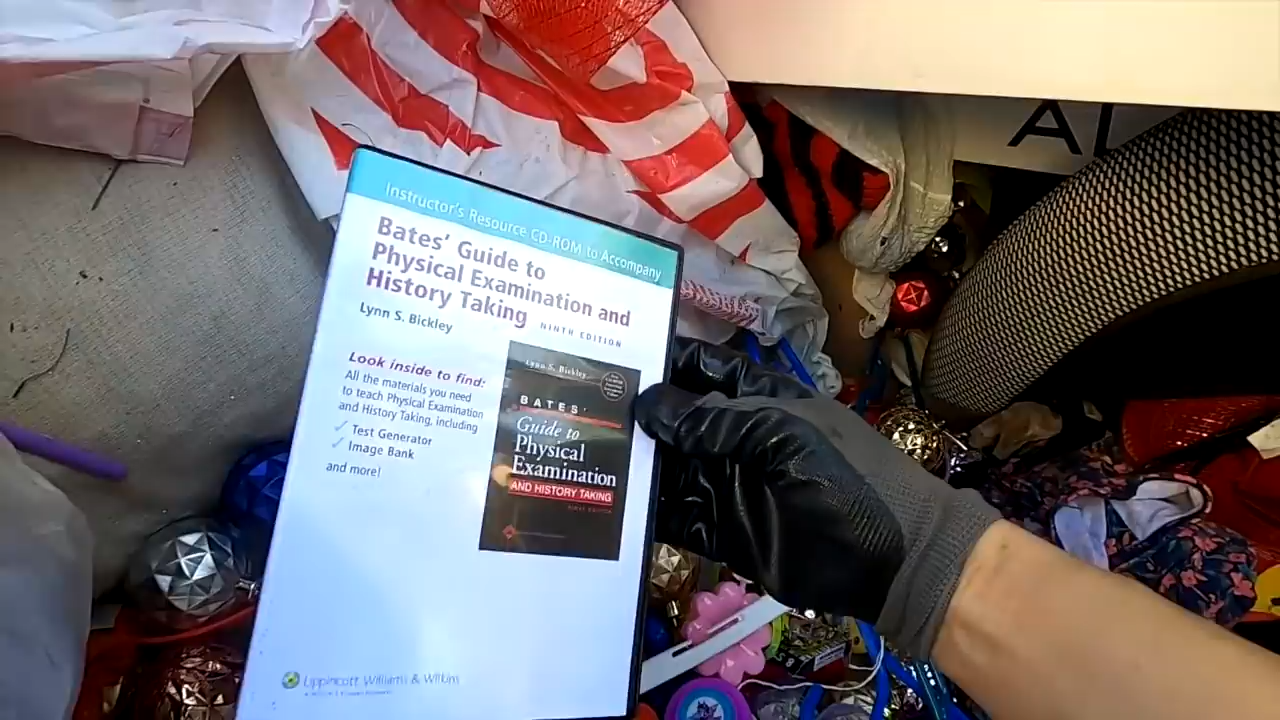 Instructor's Resource CD-ROM to Accompany
Bates' Guide to
Physical Examination and
History Taking
NINTH EDITION
Lynn S. Bickley
Look inside to find:
All the materials you need
to teach Physical Examination
and History Taking, including
✓ Test Generator
✓ Image Bank
and more!
Lynn S. Bickley
BATES'
Guide to
Physical
Examination
AND HISTORY TAKING
Lippincott Williams & Wilkins
AL